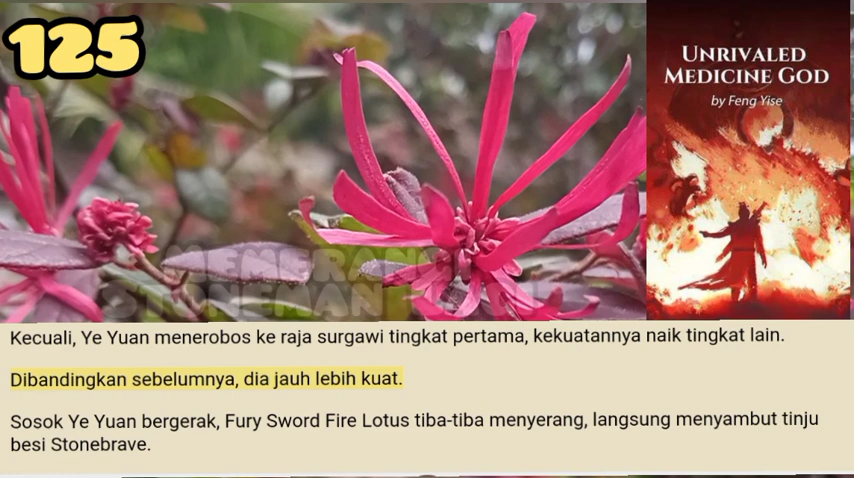 125
UNRIVALED
MEDICINE GOD
by Feng Yise
MEMERANGI
STONEMAN
Kecuali, Ye Yuan menerobos ke raja surgawi tingkat pertama, kekuatannya naik tingkat lain.
Dibandingkan sebelumnya, dia jauh lebih kuat.
Sosok Ye Yuan bergerak, Fury Sword Fire Lotus tiba-tiba menyerang, langsung menyambut tinju
besi Stonebrave.